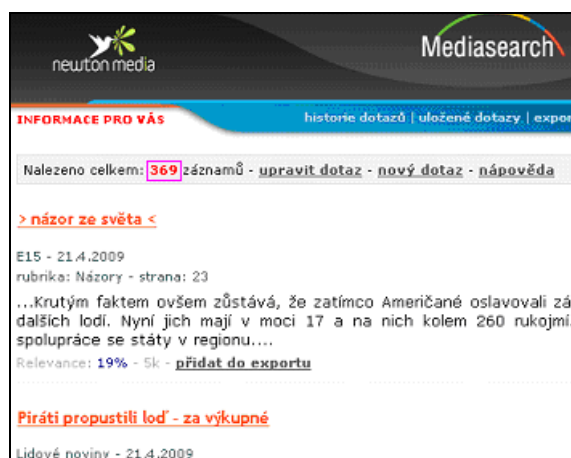 newton media
Mediasearch
INFORMACE PRO VÁS
historie dotazů | uložené dotazy | expor
Nalezeno celkem: 369 záznamů - upravit dotaz - nový dotaz - nápověda
> názor ze světa <
E15 - 21.4.2009
rubrika: Názory - strana: 23
...Krutým faktem ovšem zůstává, že zatímco Američané oslavovali zá
dalších lodí. Nyní jich mají v moci 17 a na nich kolem 260 rukojmí.
spolupráce se státy v regionu....
Relevance: 19% - 5k - přidat do exportu
Piráti propustili loď - za výkupné
Lidové noviny - 21.4.2009